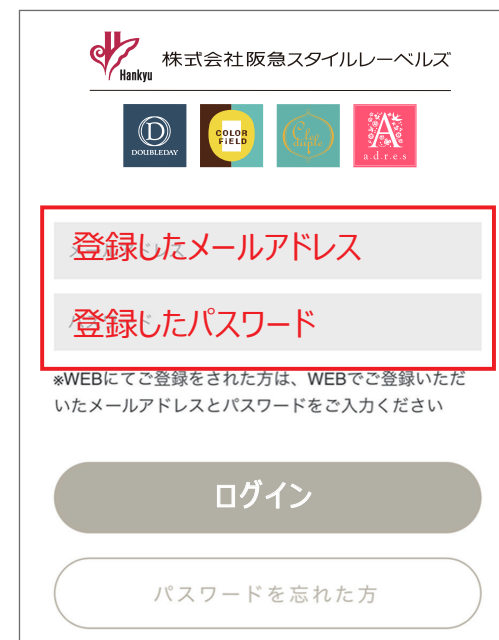 Hankyu
株式会社阪急スタイルレーベルズ
D
DOUBLEDAY
COLOR
FiELD
A
a.d.r.e.s
登録したメールアドレス
登録したパスワード
※WEBにてご登録をされた方は、WEBでご登録いただ
いたメールアドレスとパスワードをご入力ください
ログイン
パスワードを忘れた方